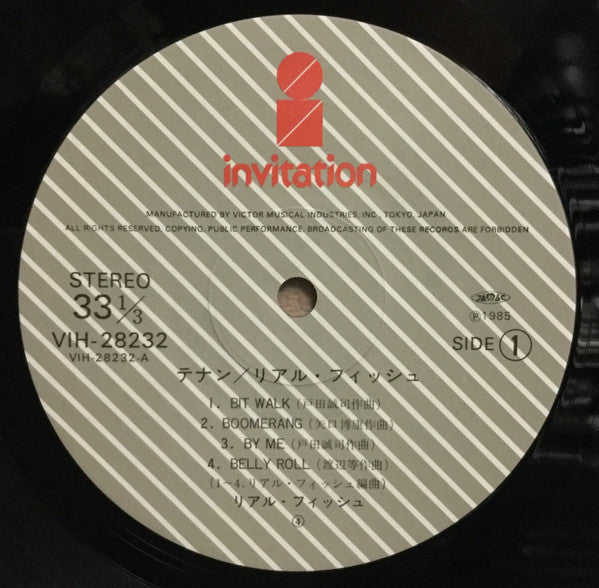 invitation
MANUFACTURED BY VICTOR MUSICAL INDUSTRIES, INC., TOKYO, JAPAN
ALL RIGHTS RESERVED. COPYING, PUBLIC PERFORMANCE, BROADCASTING OF THESE RECORDS ARE FORBIDDEN
STEREO
33 1/3
VIH-28232
VIH-28232-A
JASRAC
Ⓟ1985
SIDE 1
テナン／リアル・フィッシュ
1. BIT WALK (戸田誠司作曲)
2. BOOMERANG (矢口博康作曲)
3. BY ME (戸田誠司作曲)
4. BELLY ROLL (渡辺等作曲)
(1～4.リアル・フィッシュ編曲)
リアル・フィッシュ
④